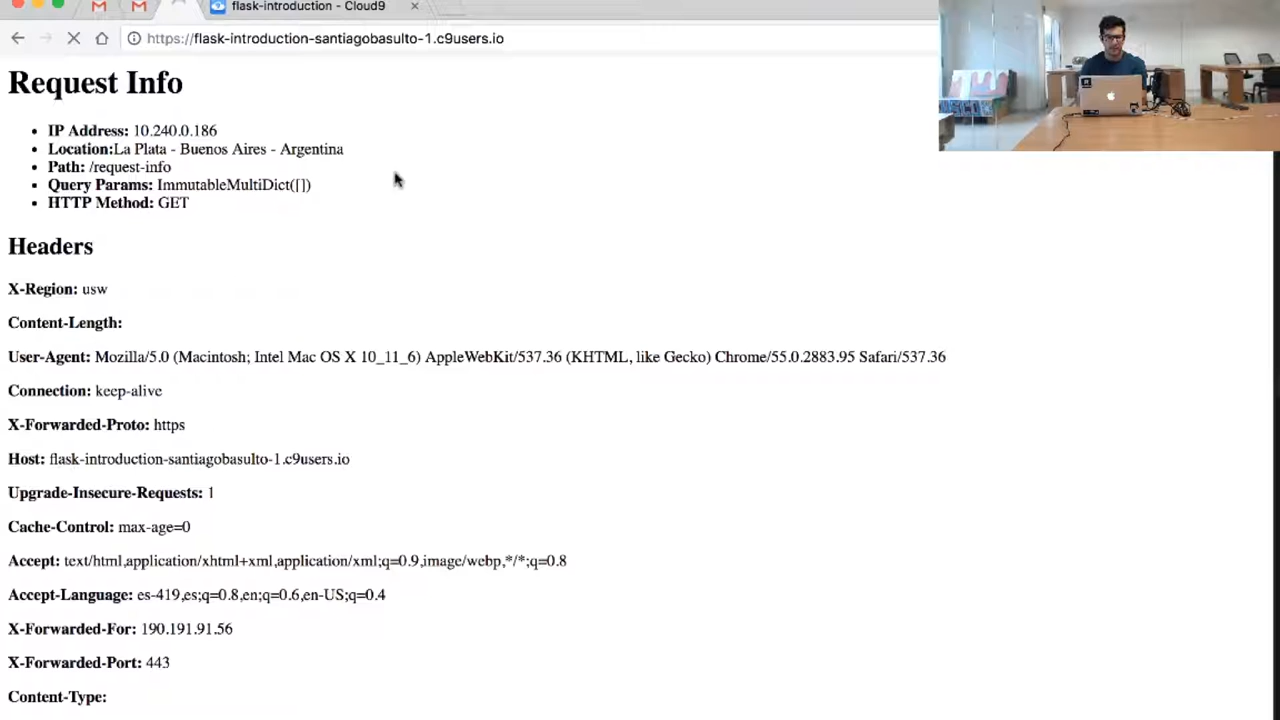 flask-introduction - Cloud9
https://flask-introduction-santiagobasulto-1.c9users.io
Request Info
IP Address: 10.240.0.186
Location:La Plata - Buenos Aires - Argentina
Path: /request-info
Query Params: ImmutableMultiDict([])
HTTP Method: GET
Headers
X-Region: usw
Content-Length:
User-Agent: Mozilla/5.0 (Macintosh; Intel Mac OS X 10_11_6) AppleWebKit/537.36 (KHTML, like Gecko) Chrome/55.0.2883.95 Safari/537.36
Connection: keep-alive
X-Forwarded-Proto: https
Host: flask-introduction-santiagobasulto-1.c9users.io
Upgrade-Insecure-Requests: 1
Cache-Control: max-age=0
Accept: text/html,application/xhtml+xml,application/xml;q=0.9,image/webp,*/*;q=0.8
Accept-Language: es-419,es;q=0.8,en;q=0.6,en-US;q=0.4
X-Forwarded-For: 190.191.91.56
X-Forwarded-Port: 443
Content-Type: